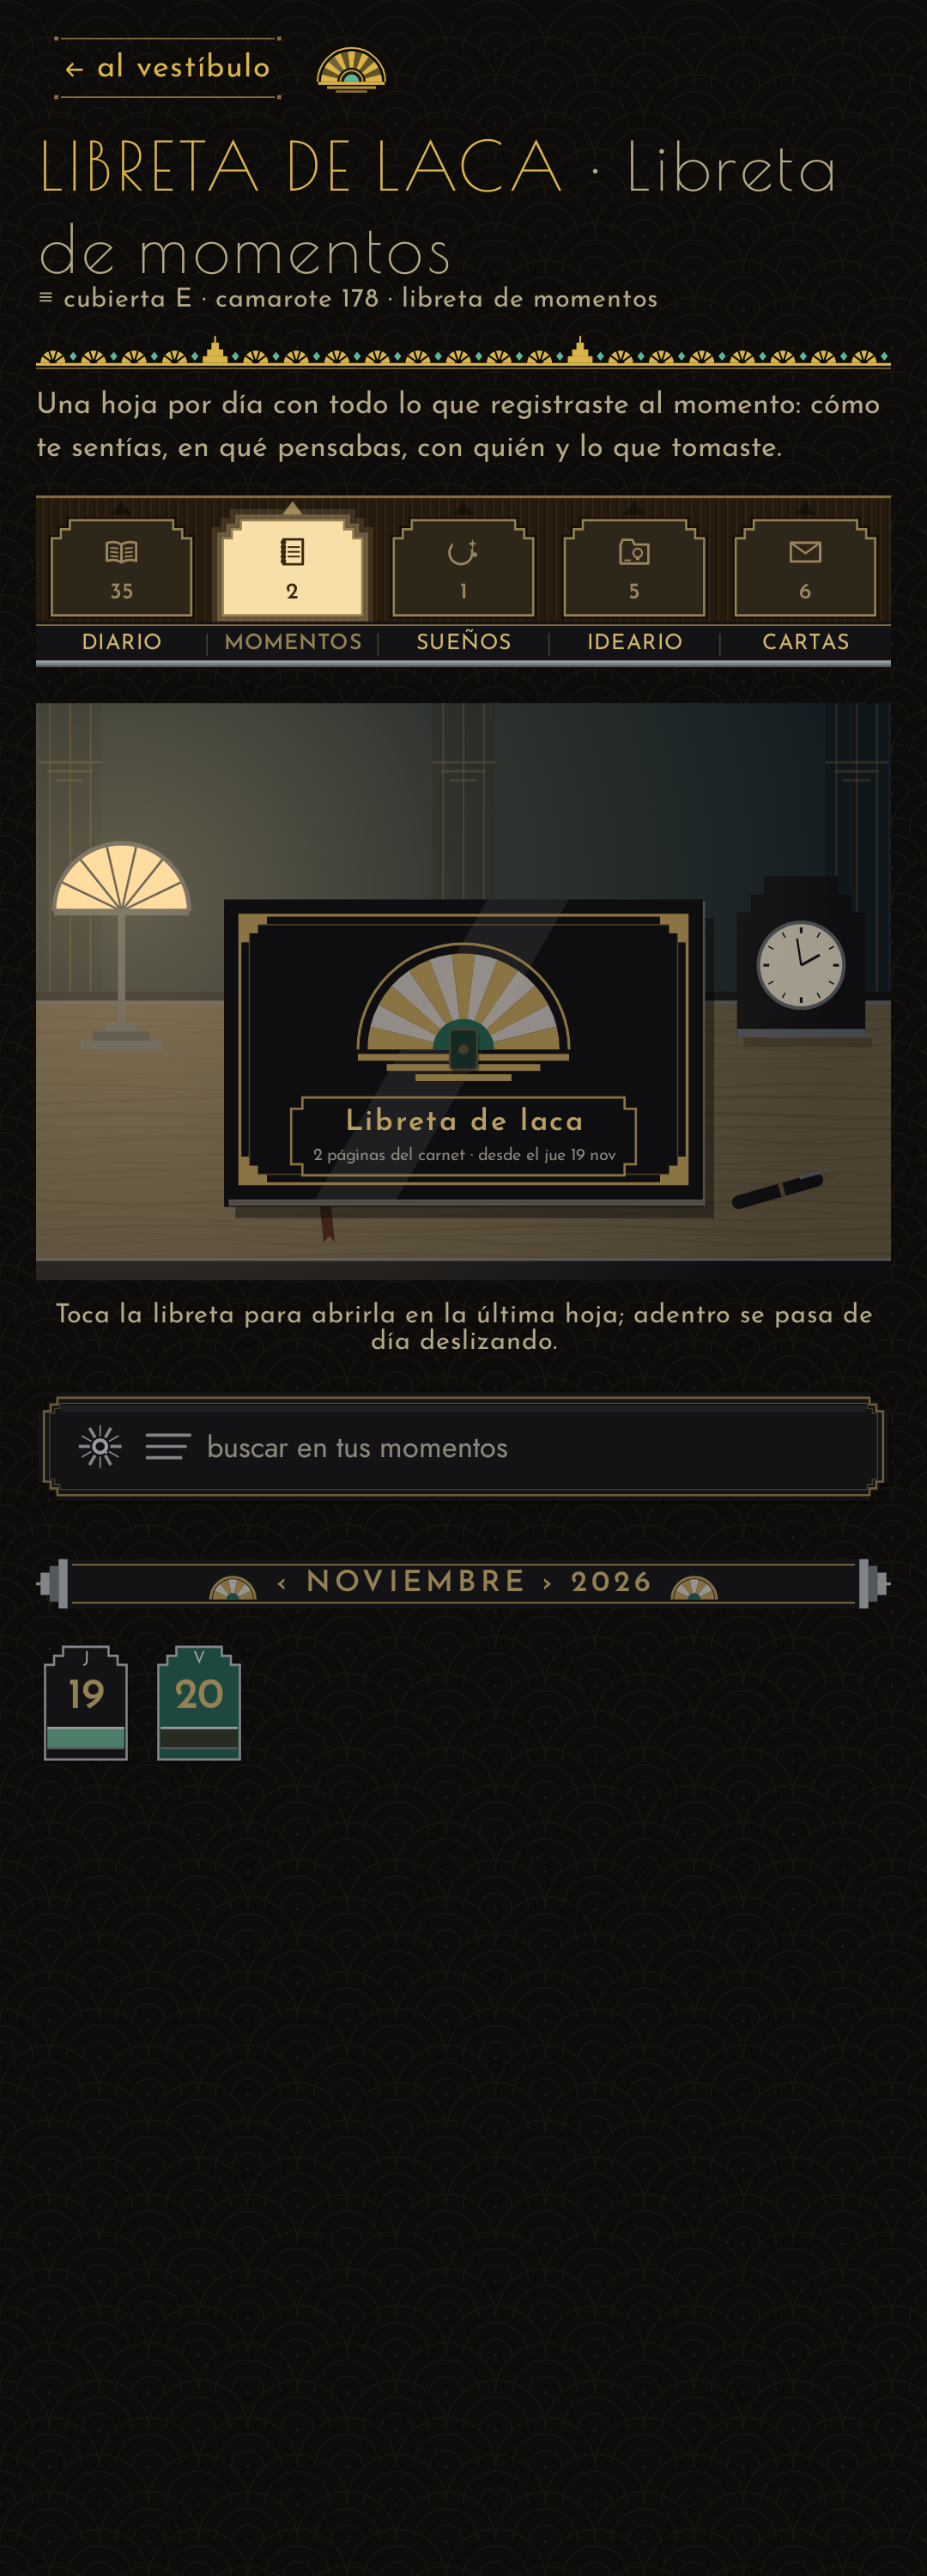 ← al vestíbulo
LIBRETA DE LACA · Libreta
de momentos
≡ cubierta E · camarote 178 · libreta de momentos
Una hoja por día con todo lo que registraste al momento: cómo
te sentías, en qué pensabas, con quién y lo que tomaste.
35 2 1 5 6
DIARIO MOMENTOS SUEÑOS IDEARIO CARTAS
Libreta de laca
2 páginas del carnet · desde el jue 19 nov
Toca la libreta para abrirla en la última hoja; adentro se pasa de
día deslizando.
buscar en tus momentos
‹ NOVIEMBRE › 2026
J V
19 20